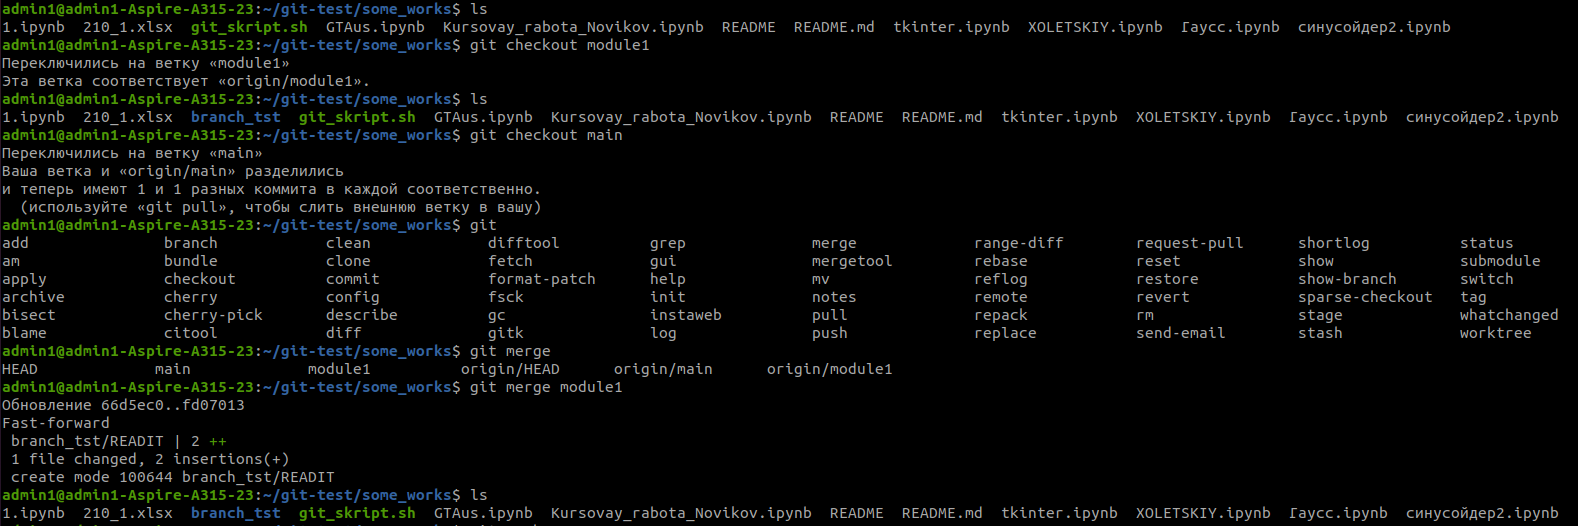 admin1@admin1-Aspire-A315-23:~/git-test/some_works$ ls
1.ipynb  210_1.xlsx  git_skript.sh  GTAus.ipynb  Kursovay_rabota_Novikov.ipynb  README  README.md  tkinter.ipynb  XOLETSKIY.ipynb  Гаусс.ipynb  синусойдер2.ipynb
admin1@admin1-Aspire-A315-23:~/git-test/some_works$ git checkout module1
Переключились на ветку «module1»
Эта ветка соответствует «origin/module1».
admin1@admin1-Aspire-A315-23:~/git-test/some_works$ ls
1.ipynb  210_1.xlsx  branch_tst  git_skript.sh  GTAus.ipynb  Kursovay_rabota_Novikov.ipynb  README  README.md  tkinter.ipynb  XOLETSKIY.ipynb  Гаусс.ipynb  синусойдер2.ipynb
admin1@admin1-Aspire-A315-23:~/git-test/some_works$ git checkout main
Переключились на ветку «main»
Ваша ветка и «origin/main» разделились
и теперь имеют 1 и 1 разных коммита в каждой соответственно.
  (используйте «git pull», чтобы слить внешнюю ветку в вашу)
admin1@admin1-Aspire-A315-23:~/git-test/some_works$ git
add               branch            clean             difftool          grep              merge             range-diff        request-pull      shortlog          status
am                bundle            clone             fetch             gui               mergetool         rebase            reset             show              submodule
apply             checkout          commit            format-patch      help              mv                reflog            restore           show-branch       switch
archive           cherry            config            fsck              init              notes             remote            revert            sparse-checkout   tag
bisect            cherry-pick       describe          gc                instaweb          pull              repack            rm                stage             whatchanged
blame             citool            diff              gitk              log               push              replace           send-email        stash             worktree
admin1@admin1-Aspire-A315-23:~/git-test/some_works$ git merge
HEAD             main             module1          origin/HEAD      origin/main      origin/module1
admin1@admin1-Aspire-A315-23:~/git-test/some_works$ git merge module1
Обновление 66d5ec0..fd07013
Fast-forward
 branch_tst/READIT | 2 ++
 1 file changed, 2 insertions(+)
 create mode 100644 branch_tst/READIT
admin1@admin1-Aspire-A315-23:~/git-test/some_works$ ls
1.ipynb  210_1.xlsx  branch_tst  git_skript.sh  GTAus.ipynb  Kursovay_rabota_Novikov.ipynb  README  README.md  tkinter.ipynb  XOLETSKIY.ipynb  Гаусс.ipynb  синусойдер2.ipynb